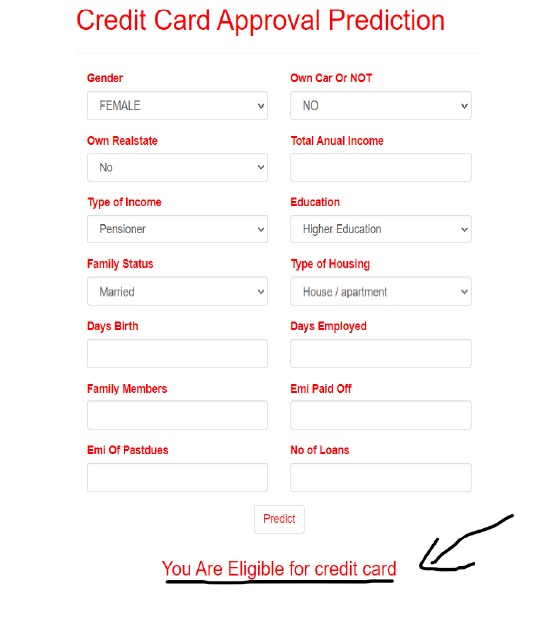 Credit Card Approval Prediction
Gender Own Car Or NOT
FEMALE NO
Own Realstate Total Anual Income
No
Type of Income Education
Pensioner Higher Education
Family Status Type of Housing
Married House / apartment
Days Birth Days Employed
Family Members Emi Paid Off
Emi Of Pastdues No of Loans
Predict
You Are Eligible for credit card